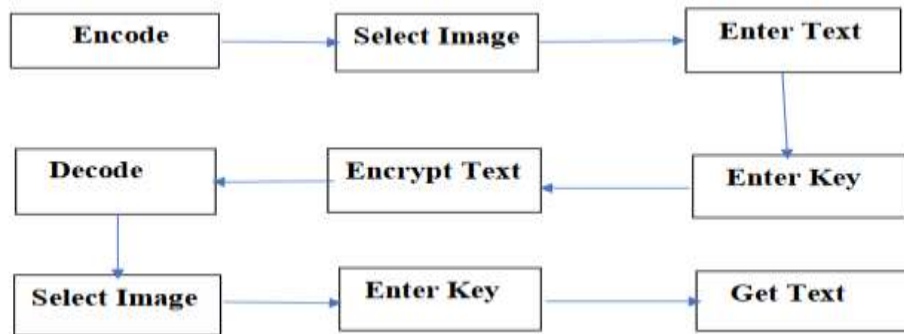 Encode
Select Image
Enter Text
Decode
Encrypt Text
Enter Key
Select Image
Enter Key
Get Text